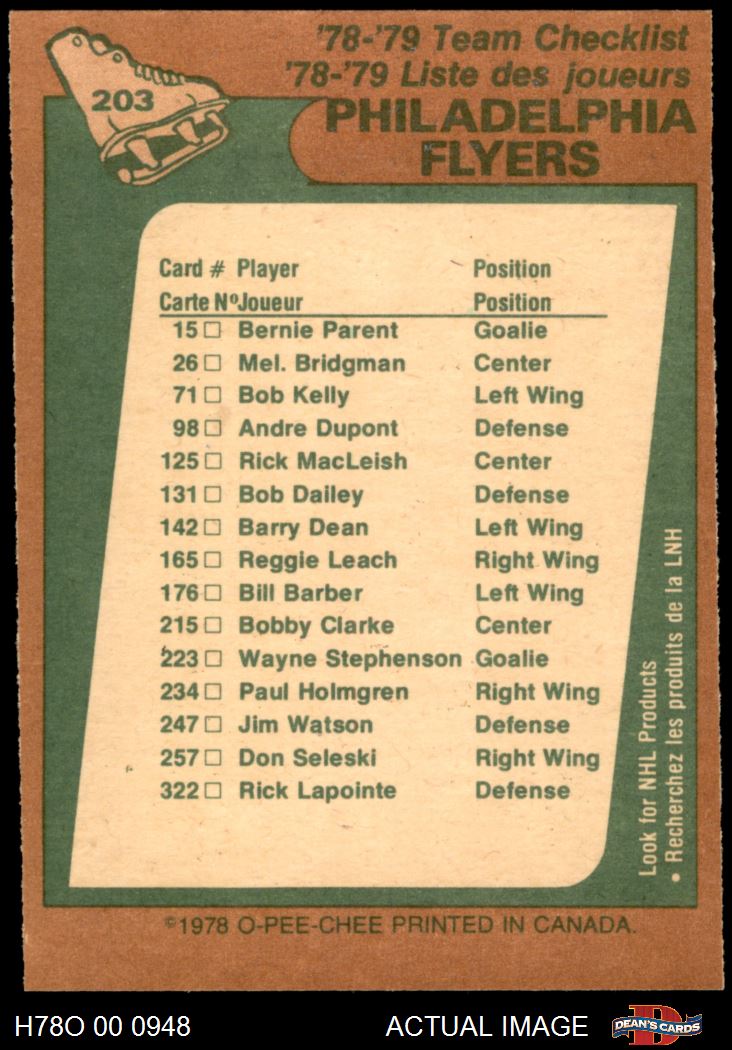 203
'78-'79 Team Checklist
'78-'79 Liste des joueurs
PHILADELPHIA
FLYERS
Card # Player Position
Carte Nº Joueur Position
15 □ Bernie Parent Goalie
26 □ Mel. Bridgman Center
71 □ Bob Kelly Left Wing
98 □ Andre Dupont Defense
125 □ Rick MacLeish Center
131 □ Bob Dailey Defense
142 □ Barry Dean Left Wing
165 □ Reggie Leach Right Wing
176 □ Bill Barber Left Wing
215 □ Bobby Clarke Center
223 □ Wayne Stephenson Goalie
234 □ Paul Holmgren Right Wing
247 □ Jim Watson Defense
257 □ Don Seleski Right Wing
322 □ Rick Lapointe Defense
Look for NHL Products
• Recherchez les produits de la LNH
©1978 O-PEE-CHEE PRINTED IN CANADA.
H78O 00 0948
ACTUAL IMAGE
D
DEAN'S CARDS